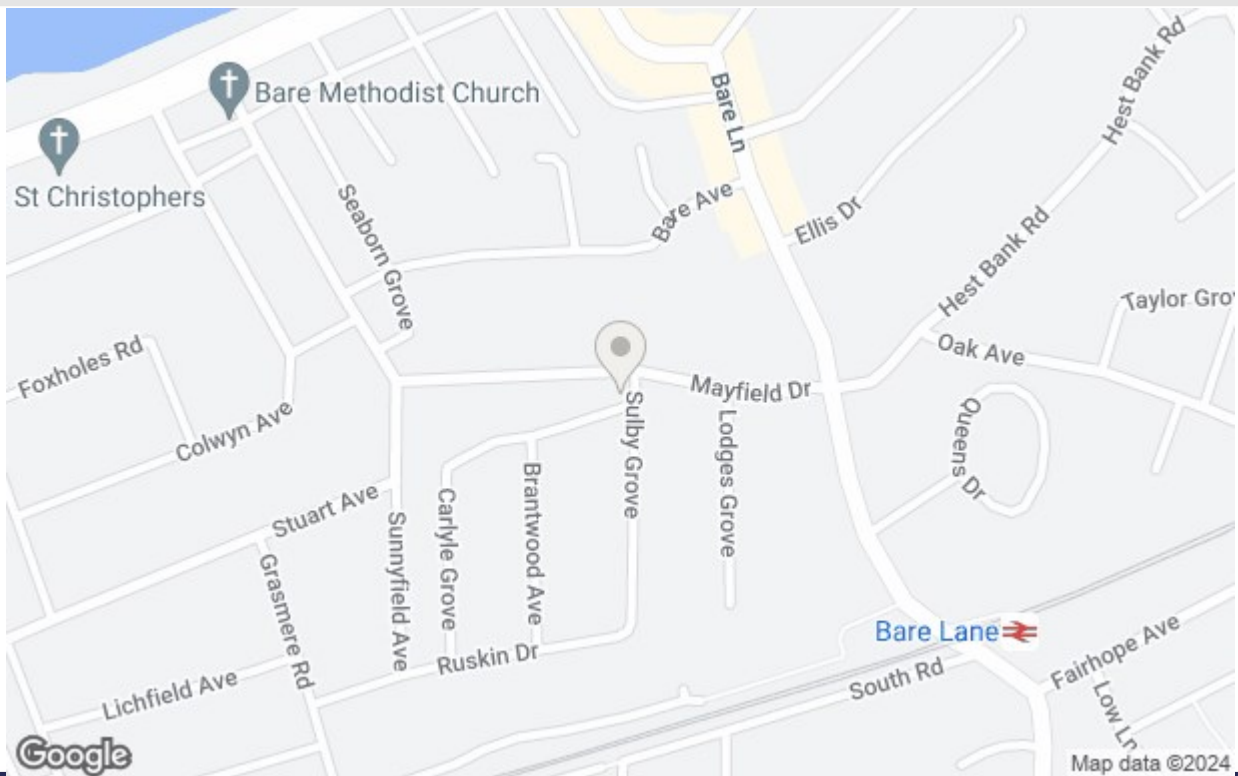 Bare Methodist Church
St Christophers
Bare Ln
Hest Bank Rd
Seaborn Grove
Bare Ave
Ellis Dr
Hest Bank Rd
Taylor Gro
Foxholes Rd
Oak Ave
Mayfield Dr
Colwyn Ave
Sulby Grove
Lodges Grove
Queens Dr
Stuart Ave
Carlyle Grove
Brantwood Ave
Sunnyfield Ave
Grasmere Rd
Bare Lane
Ruskin Dr
Fairhope Ave
Lichfield Ave
South Rd
Low Ln
Google
Map data ©2024